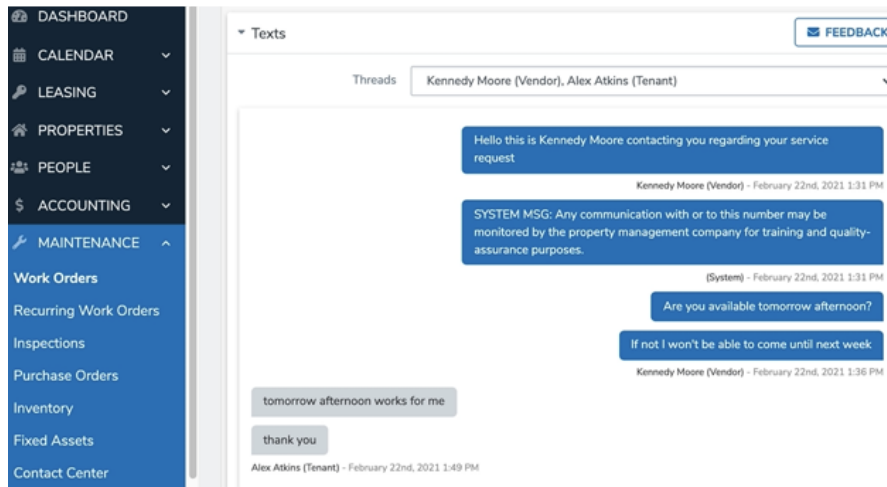 DASHBOARD
CALENDAR
LEASING
PROPERTIES
PEOPLE
$ ACCOUNTING
MAINTENANCE
Work Orders
Recurring Work Orders
Inspections
Purchase Orders
Inventory
Fixed Assets
Contact Center
Texts
FEEDBACK
Threads
Kennedy Moore (Vendor), Alex Atkins (Tenant)
Hello this is Kennedy Moore contacting you regarding your service
request
Kennedy Moore (Vendor) - February 22nd, 2021 1:31 PM
SYSTEM MSG: Any communication with or to this number may be
monitored by the property management company for training and quality-
assurance purposes.
(System) - February 22nd, 2021 1:31 PM
Are you available tomorrow afternoon?
If not I won't be able to come until next week
Kennedy Moore (Vendor) - February 22nd, 2021 1:36 PM
tomorrow afternoon works for me
thank you
Alex Atkins (Tenant) - February 22nd, 2021 1:49 PM